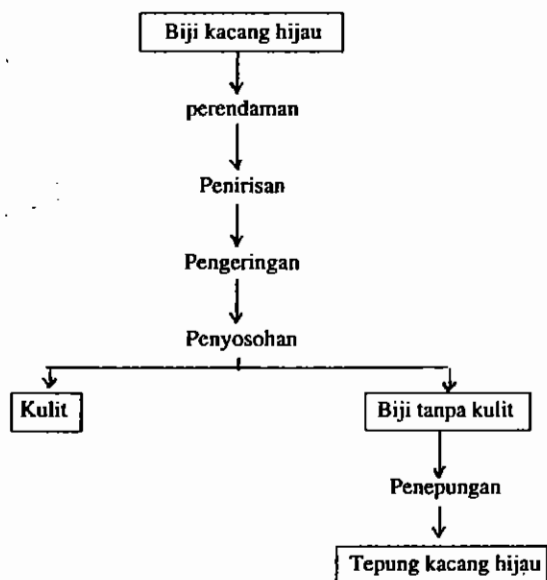 Biji kacang hijau
perendaman
Penirisan
Pengeringan
Penyosohan
Kulit
Biji tanpa kulit
Penepungan
Tepung kacang hijau